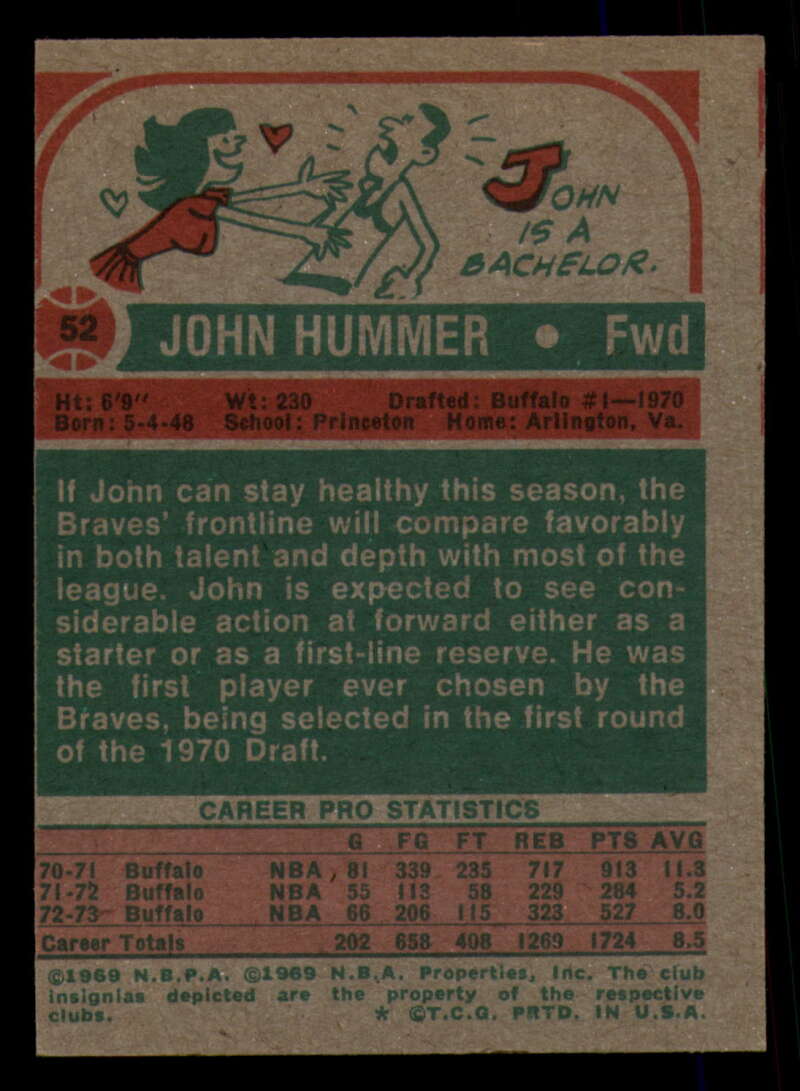 JOHN
IS A
BACHELOR.
52
JOHN HUMMER • Fwd
Ht: 6'9" Wt: 230 Drafted: Buffalo #1—1970
Born: 5-4-48 School: Princeton Home: Arlington, Va.
If John can stay healthy this season, the
Braves' frontline will compare favorably
in both talent and depth with most of the
league. John is expected to see con-
siderable action at forward either as a
starter or as a first-line reserve. He was
the first player ever chosen by the
Braves, being selected in the first round
of the 1970 Draft.
CAREER PRO STATISTICS
G FG FT REB PTS AVG
70-71 Buffalo NBA 81 339 235 717 913 11.3
71-72 Buffalo NBA 55 113 58 229 284 5.2
72-73 Buffalo NBA 66 206 115 323 527 8.0
Career Totals 202 658 408 1269 1724 8.5
©1969 N.B.P.A. ©1969 N.B.A. Properties, Inc. The club
insignias depicted are the property of the respective
clubs. * ©T.C.G. PRTD. IN U.S.A.